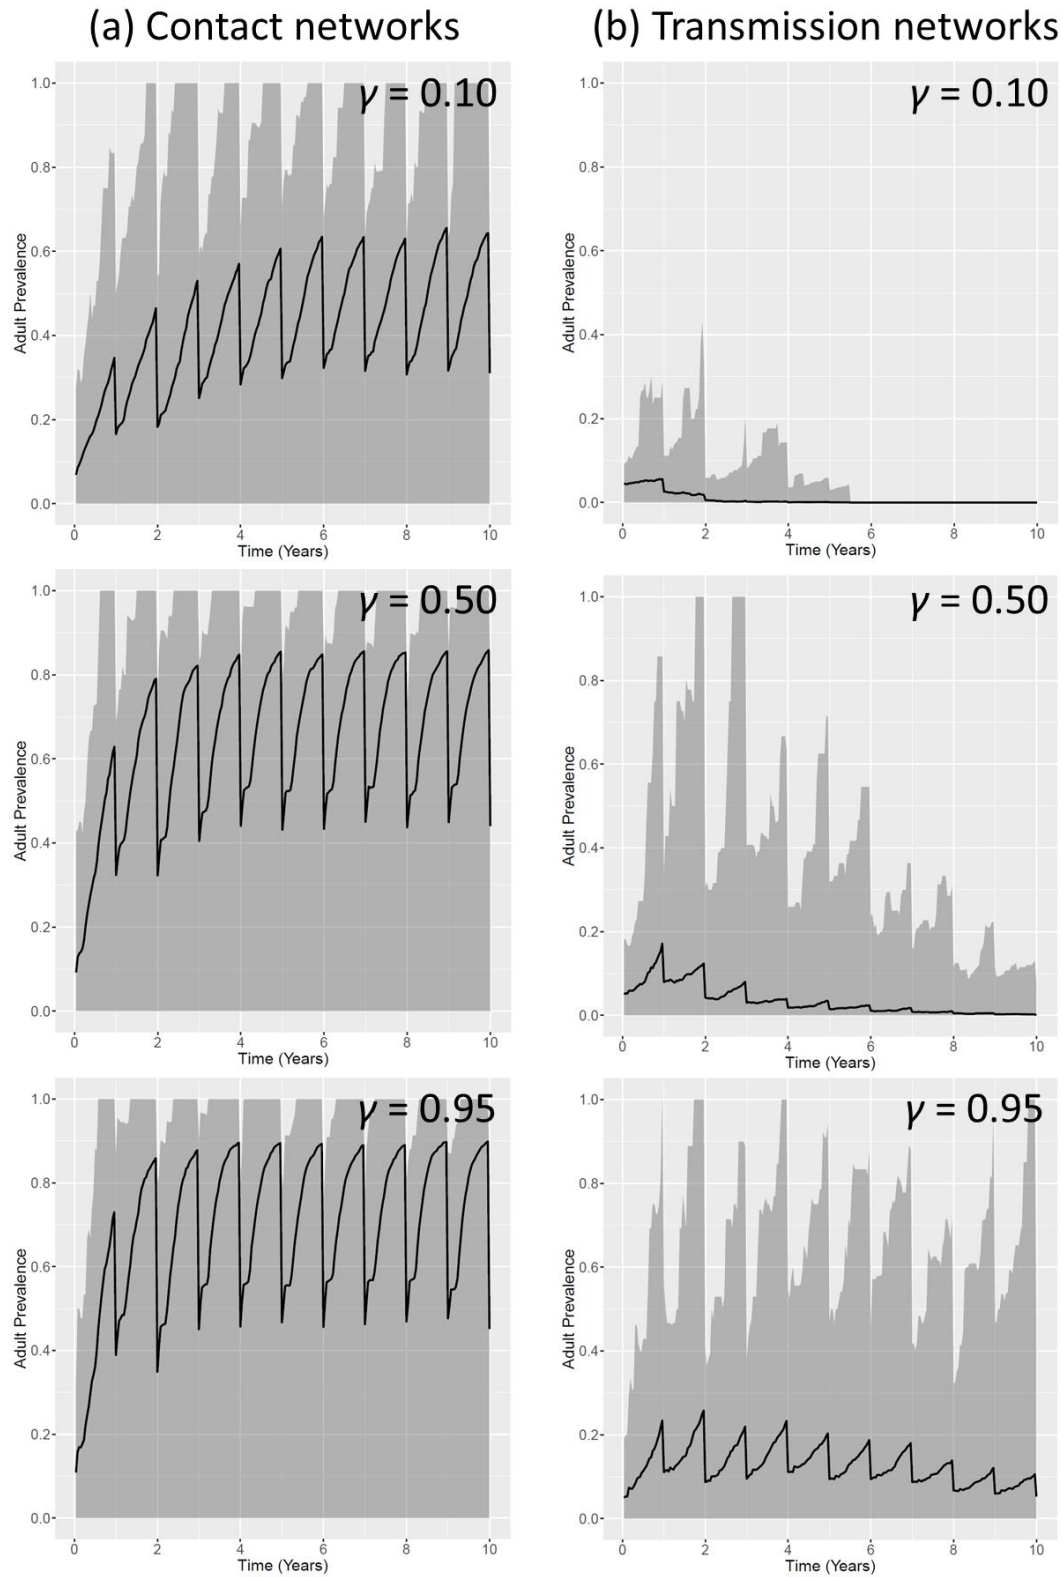 (a) Contact networks
(b) Transmission networks
γ = 0.10
1.0
0.8
0.6
0.4
0.2
0.0
Adult Prevalence
0 2 4 6 8 10
Time (Years)
γ = 0.10
1.0
0.8
0.6
0.4
0.2
0.0
Adult Prevalence
0 2 4 6 8 10
Time (Years)
γ = 0.50
1.0
0.8
0.6
0.4
0.2
0.0
Adult Prevalence
0 2 4 6 8 10
Time (Years)
γ = 0.50
1.0
0.8
0.6
0.4
0.2
0.0
Adult Prevalence
0 2 4 6 8 10
Time (Years)
γ = 0.95
1.0
0.8
0.6
0.4
0.2
0.0
Adult Prevalence
0 2 4 6 8 10
Time (Years)
γ = 0.95
1.0
0.8
0.6
0.4
0.2
0.0
Adult Prevalence
0 2 4 6 8 10
Time (Years)